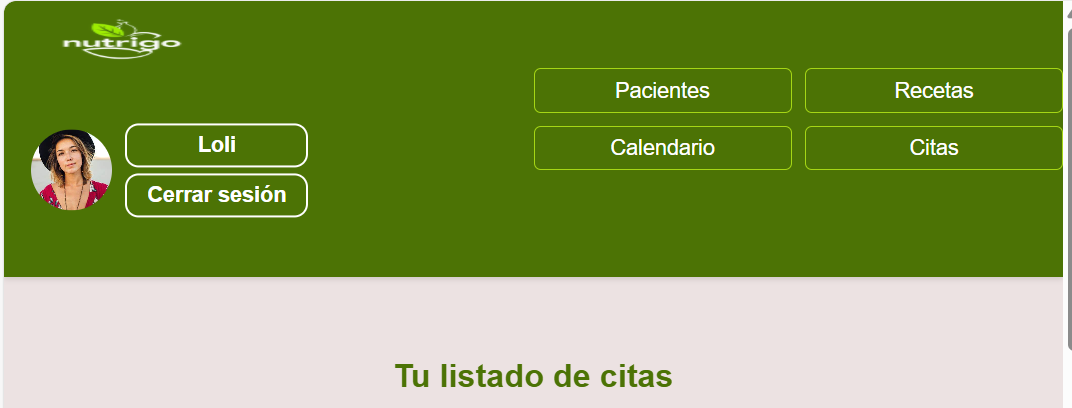 nutrigo
Pacientes
Recetas
Loli
Calendario
Citas
Cerrar sesión
Tu listado de citas